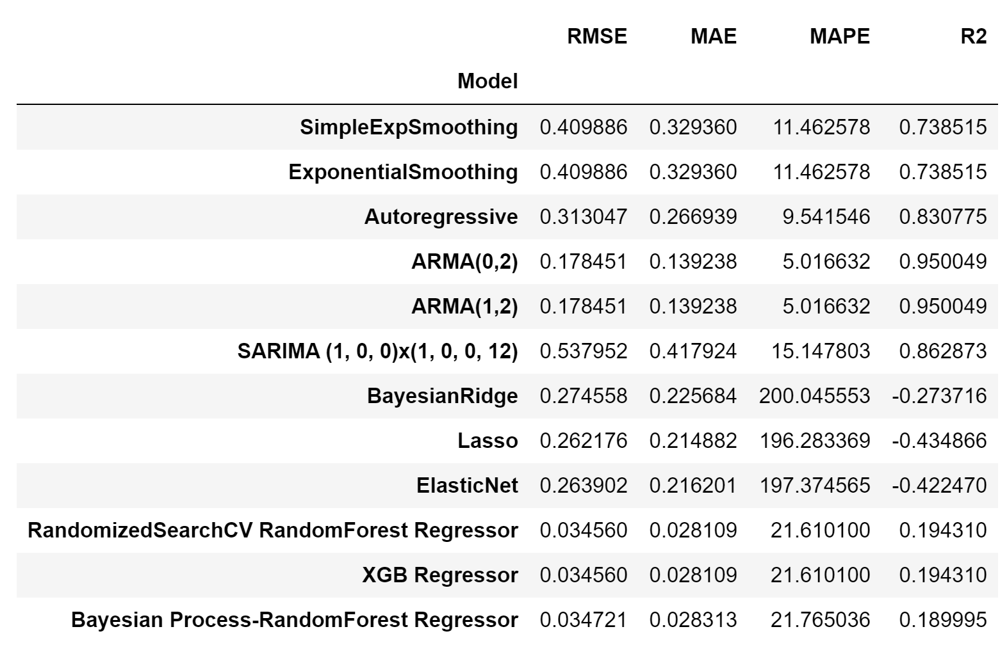 RMSE MAE MAPE R2
Model
SimpleExpSmoothing 0.409886 0.329360 11.462578 0.738515
ExponentialSmoothing 0.409886 0.329360 11.462578 0.738515
Autoregressive 0.313047 0.266939 9.541546 0.830775
ARMA(0,2) 0.178451 0.139238 5.016632 0.950049
ARMA(1,2) 0.178451 0.139238 5.016632 0.950049
SARIMA (1, 0, 0)x(1, 0, 0, 12) 0.537952 0.417924 15.147803 0.862873
BayesianRidge 0.274558 0.225684 200.045553 -0.273716
Lasso 0.262176 0.214882 196.283369 -0.434866
ElasticNet 0.263902 0.216201 197.374565 -0.422470
RandomizedSearchCV RandomForest Regressor 0.034560 0.028109 21.610100 0.194310
XGB Regressor 0.034560 0.028109 21.610100 0.194310
Bayesian Process-RandomForest Regressor 0.034721 0.028313 21.765036 0.189995